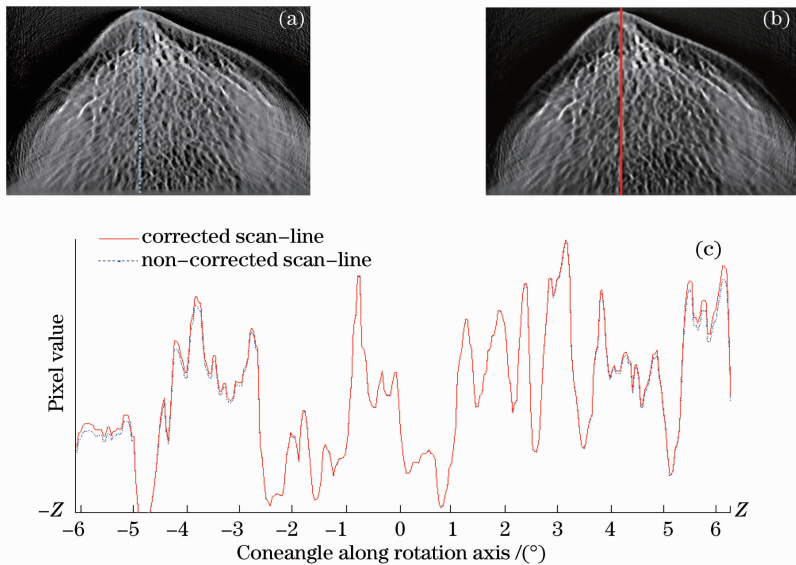 (a)
(b)
corrected scan-line
non-corrected scan-line
(c)
Pixel value
-Z
Z
-6 -5 -4 -3 -2 -1 0 1 2 3 4 5 6
Coneangle along rotation axis /(°)